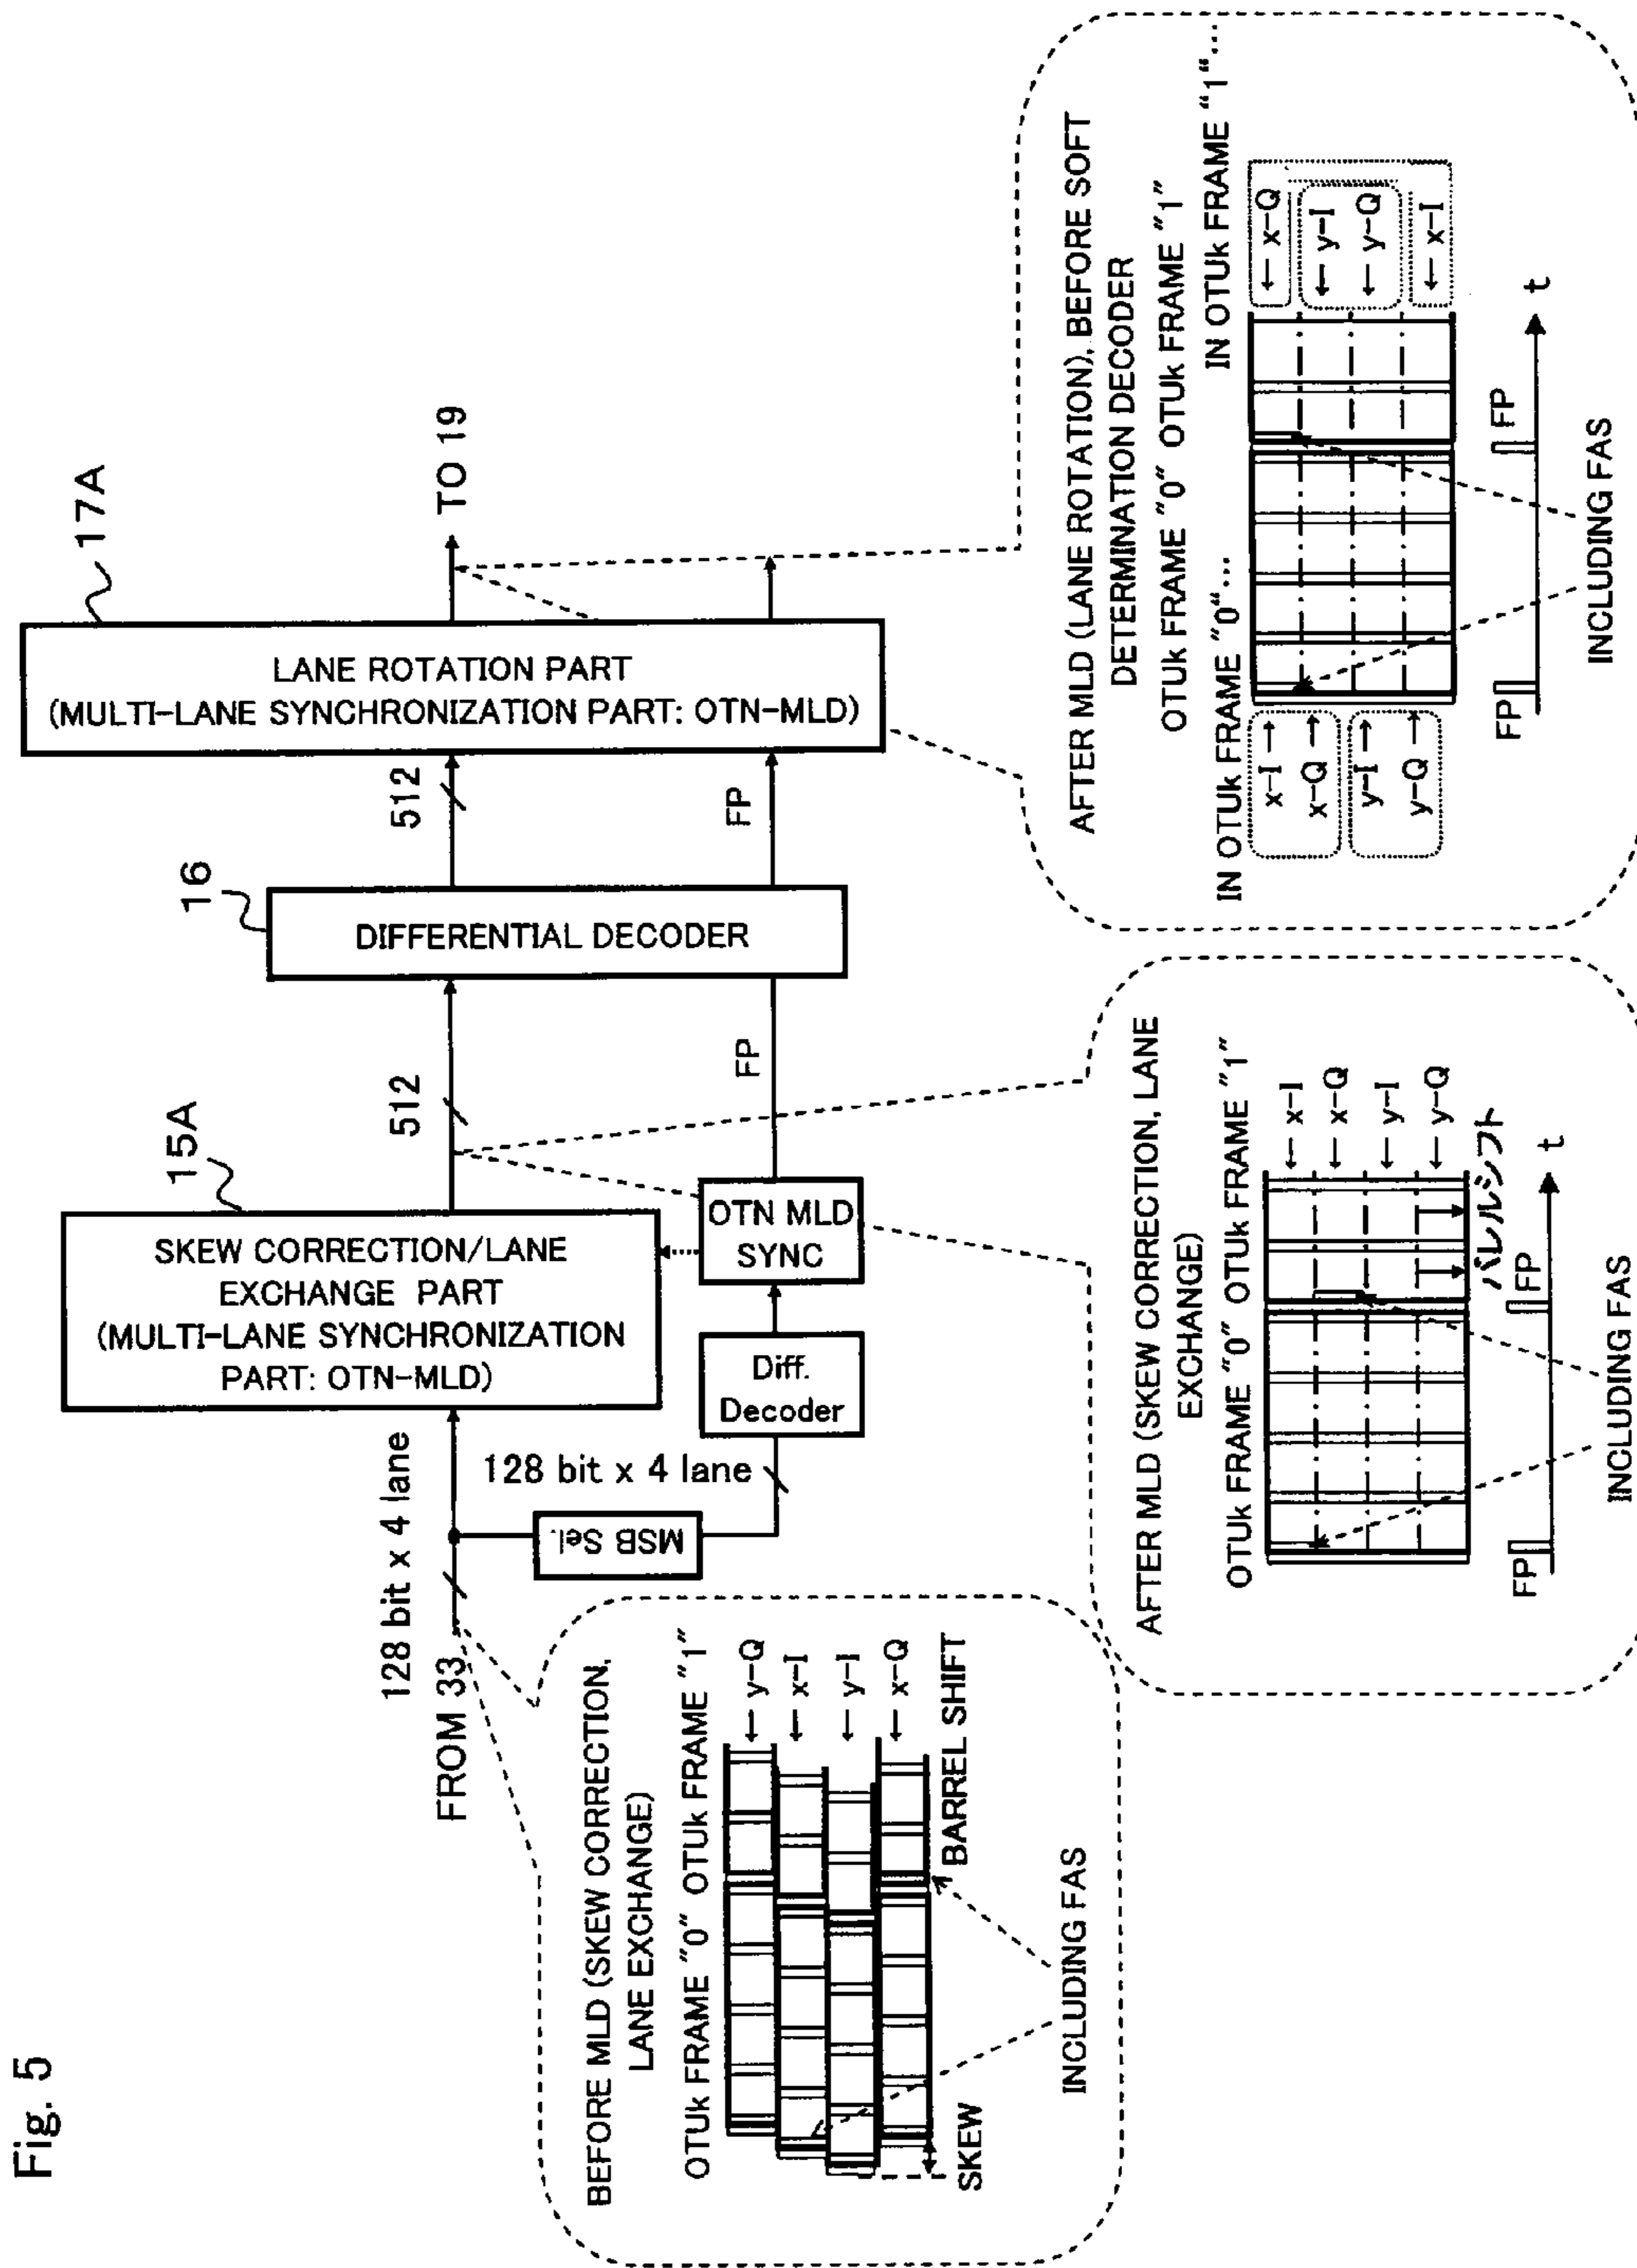 Fig. 5
128 bit x 4 lane
FROM 33
15A
SKEW CORRECTION/LANE
EXCHANGE PART
(MULTI-LANE SYNCHRONIZATION
PART: OTN-MLD)
512
16
DIFFERENTIAL DECODER
512
17A
LANE ROTATION PART
(MULTI-LANE SYNCHRONIZATION PART: OTN-MLD)
TO 19
MSB Sel.
128 bit x 4 lane
Diff.
Decoder
OTN MLD
SYNC
FP
FP
BEFORE MLD (SKEW CORRECTION,
LANE EXCHANGE)
OTUk FRAME "0" OTUk FRAME "1"
← y-Q
← x-I
← y-I
← x-Q
SKEW
BARREL SHIFT
INCLUDING FAS
AFTER MLD (SKEW CORRECTION, LANE
EXCHANGE)
OTUk FRAME "0" OTUk FRAME "1"
← x-I
← x-Q
← y-I
← y-Q
バレルシフト
FP
FP
t
INCLUDING FAS
AFTER MLD (LANE ROTATION), BEFORE SOFT
DETERMINATION DECODER
OTUk FRAME "0" OTUk FRAME "1"
IN OTUk FRAME "0"...
IN OTUk FRAME "1"...
x-I →
x-Q →
y-I →
y-Q →
← x-Q
← y-I
← y-Q
← x-I
FP
FP
t
INCLUDING FAS